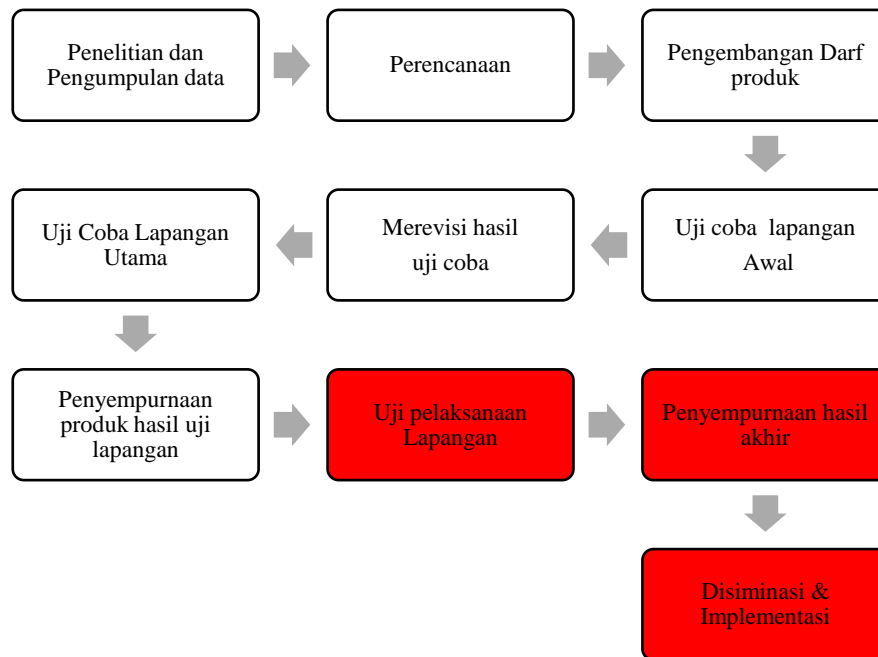 Penelitian dan
Pengumpulan data
Perencanaan
Pengembangan Darf
produk
Uji coba lapangan
Awal
Merevisi hasil
uji coba
Uji Coba Lapangan
Utama
Penyempurnaan
produk hasil uji
lapangan
Uji pelaksanaan
Lapangan
Penyempurnaan hasil
akhir
Disiminasi &
Implementasi